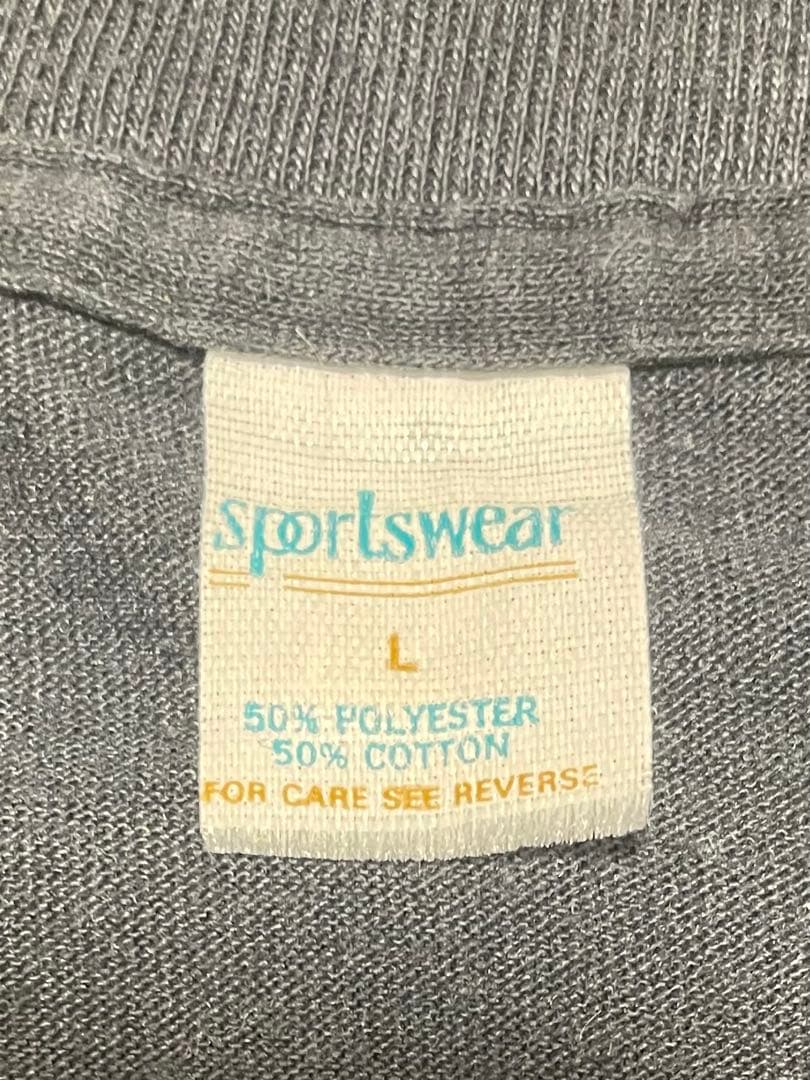 Sportswear
L
50% POLYESTER
50% COTTON
FOR CARE SEE REVERSE